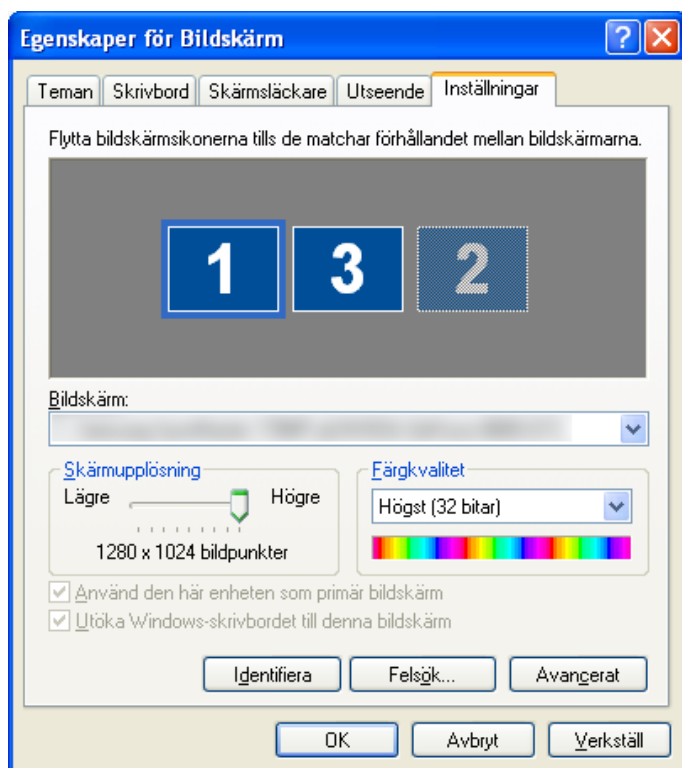 Egenskaper för Bildskärm
Teman Skrivbord Skärmsläckare Utseende Inställningar
Flytta bildskärmsikonerna tills de matchar förhållandet mellan bildskärmarna.
1 3 2
Bildskärm:
Skärmupplösning Färgkvalitet
Lägre Högre Högst (32 bitar)
1280 x 1024 bildpunkter
Använd den här enheten som primär bildskärm
Utöka Windows-skrivbordet till denna bildskärm
Identifiera Felsök... Avancerat
OK Avbryt Verkställ